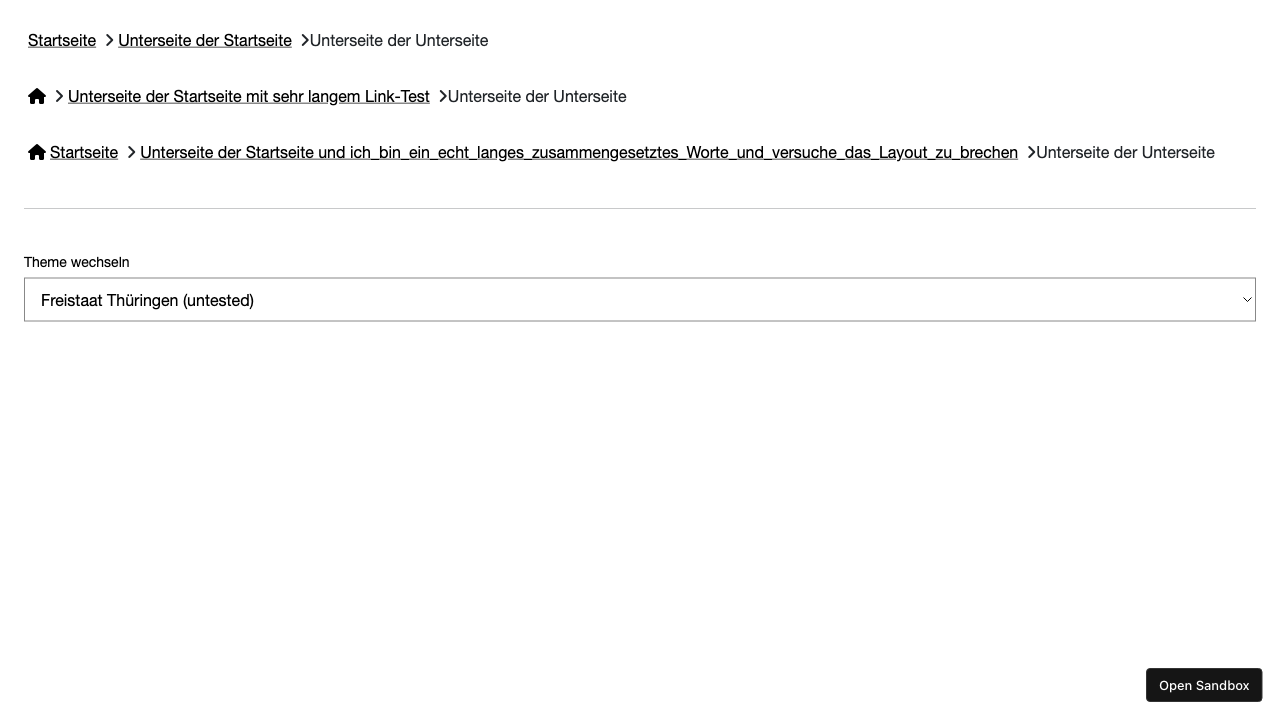 Startseite Unterseite der Startseite Unterseite der Unterseite
Unterseite der Startseite mit sehr langem Link-Test Unterseite der Unterseite
Startseite Unterseite der Startseite und ich_bin_ein_echt_langes_zusammengesetztes_Worte_und_versuche_das_Layout_zu_brechen Unterseite der Unterseite
Theme wechseln
Freistaat Thüringen (untested)
Open Sandbox